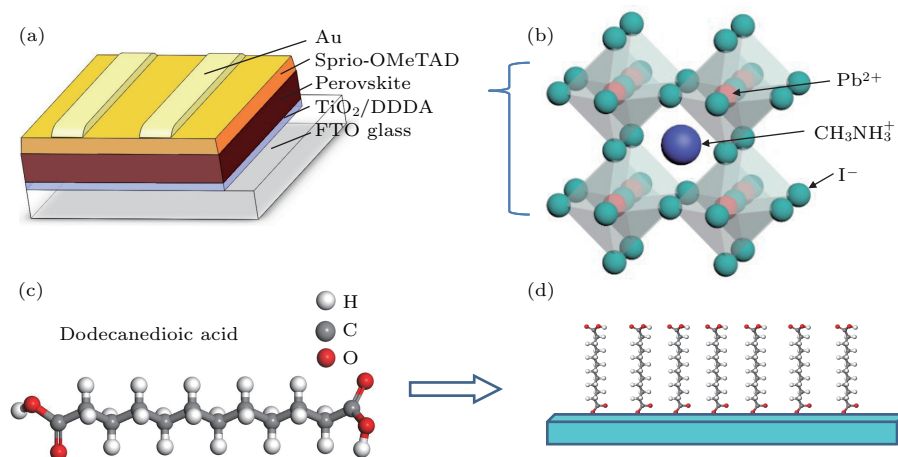 (a)
Au
Sprio-OMeTAD
Perovskite
TiO₂/DDDA
FTO glass
(b)
Pb²⁺
CH₃NH₃⁺
I⁻
(c)
Dodecanedioic acid
H
C
O
(d)